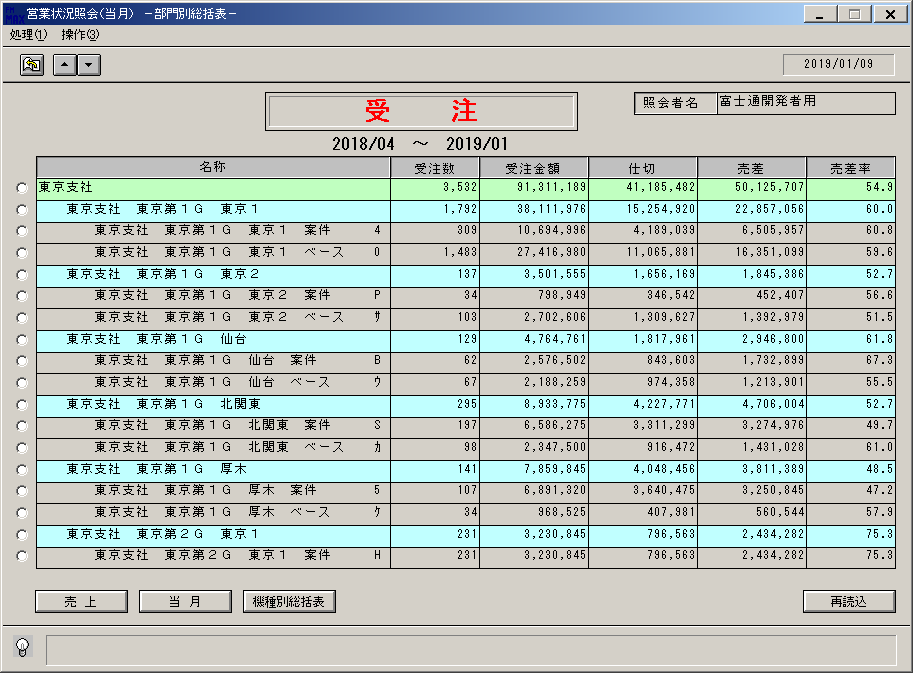 営業状況照会(当月) －部門別総括表－
処理(1) 操作(3)
2019/01/09
受 注
照会者名 富士通開発者用
2018/04 ～ 2019/01
名称 受注数 受注金額 仕切 売差 売差率
東京支社 3,532 91,311,189 41,185,482 50,125,707 54.9
東京支社 東京第1G 東京1 1,792 38,111,976 15,254,920 22,857,056 60.0
東京支社 東京第1G 東京1 案件 4 309 10,694,996 4,189,039 6,505,957 60.8
東京支社 東京第1G 東京1 ベース 0 1,483 27,416,980 11,065,881 16,351,099 59.6
東京支社 東京第1G 東京2 137 3,501,555 1,656,169 1,845,386 52.7
東京支社 東京第1G 東京2 案件 P 34 798,949 346,542 452,407 56.6
東京支社 東京第1G 東京2 ベース ｻ 103 2,702,606 1,309,627 1,392,979 51.5
東京支社 東京第1G 仙台 129 4,764,761 1,817,961 2,946,800 61.8
東京支社 東京第1G 仙台 案件 B 62 2,576,502 843,603 1,732,899 67.3
東京支社 東京第1G 仙台 ベース ｳ 67 2,188,259 974,358 1,213,901 55.5
東京支社 東京第1G 北関東 295 8,933,775 4,227,771 4,706,004 52.7
東京支社 東京第1G 北関東 案件 S 197 6,586,275 3,311,299 3,274,976 49.7
東京支社 東京第1G 北関東 ベース ｶ 98 2,347,500 916,472 1,431,028 61.0
東京支社 東京第1G 厚木 141 7,859,845 4,048,456 3,811,389 48.5
東京支社 東京第1G 厚木 案件 5 107 6,891,320 3,640,475 3,250,845 47.2
東京支社 東京第1G 厚木 ベース ｹ 34 968,525 407,981 560,544 57.9
東京支社 東京第2G 東京1 231 3,230,845 796,563 2,434,282 75.3
東京支社 東京第2G 東京1 案件 H 231 3,230,845 796,563 2,434,282 75.3
売 上 当 月 機種別総括表 再読込